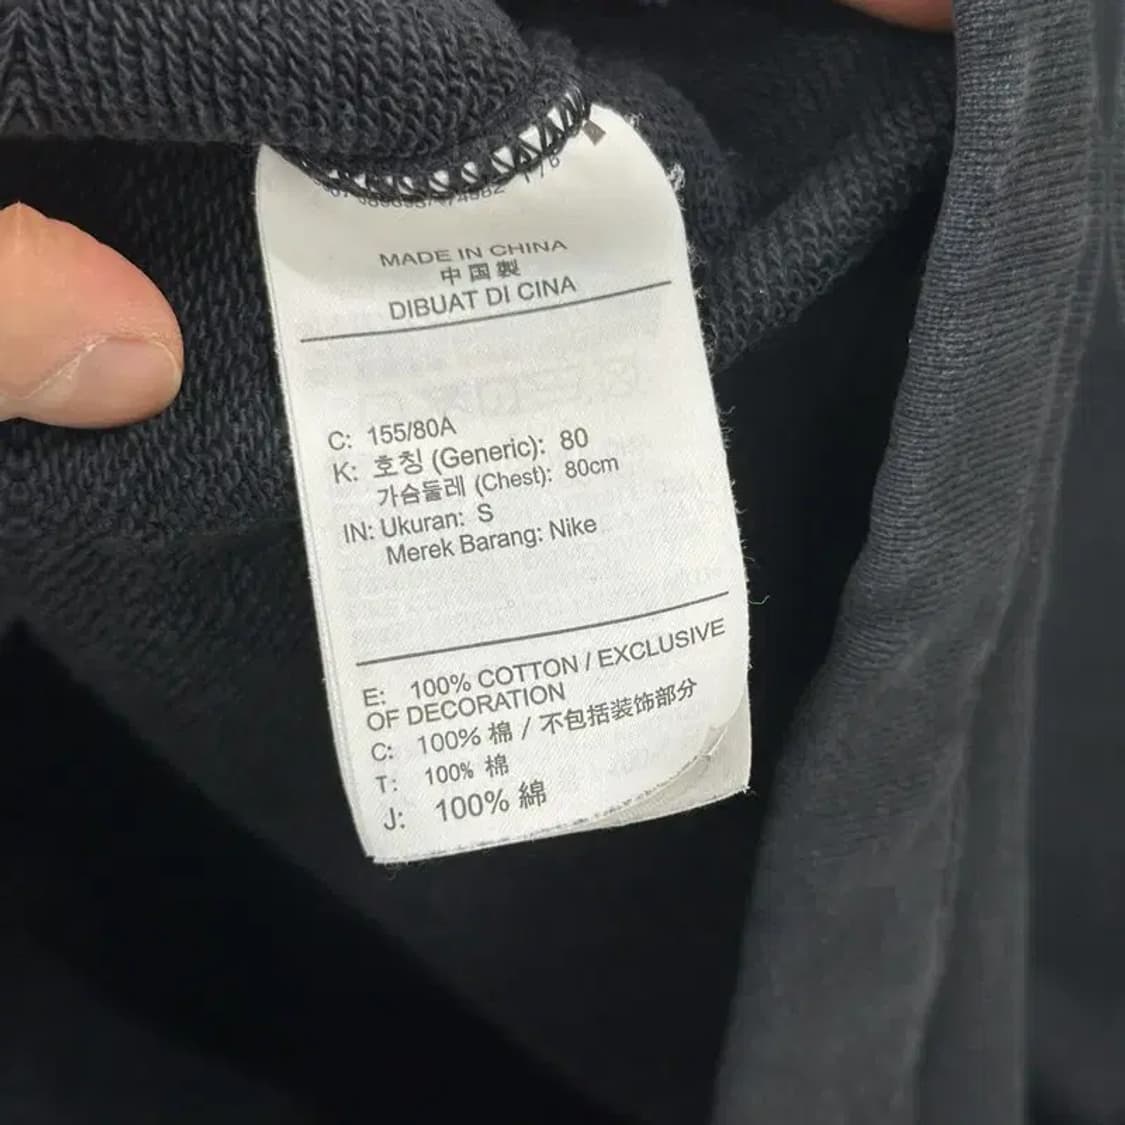 MADE IN CHINA
中国製
DIBUAT DI CINA
C: 155/80A
K: 호칭 (Generic): 80
가슴둘레 (Chest): 80cm
IN: Ukuran: S
Merek Barang: Nike
E: 100% COTTON / EXCLUSIVE
OF DECORATION
C: 100% 棉 / 不包括装饰部分
T: 100% 棉
J: 100% 綿